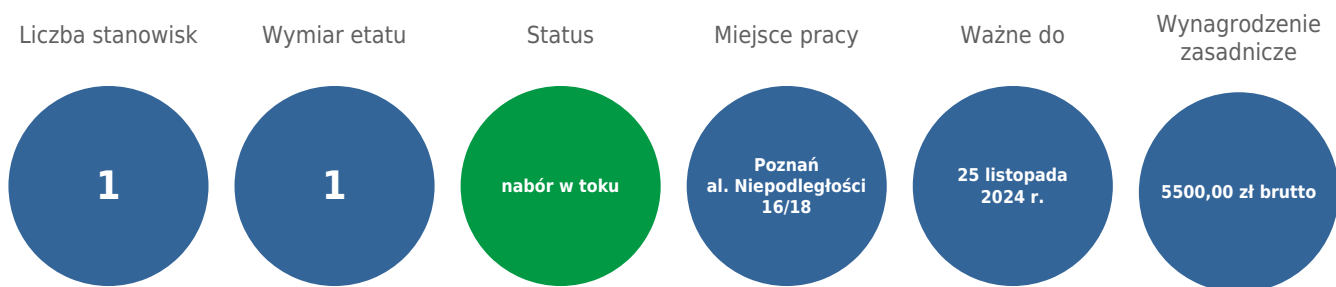 Liczba stanowisk
1
Wymiar etatu
1
Status
nabór w toku
Miejsce pracy
Poznań
al. Niepodległości
16/18
Ważne do
25 listopada
2024 r.
Wynagrodzenie
zasadnicze
5500,00 zł brutto